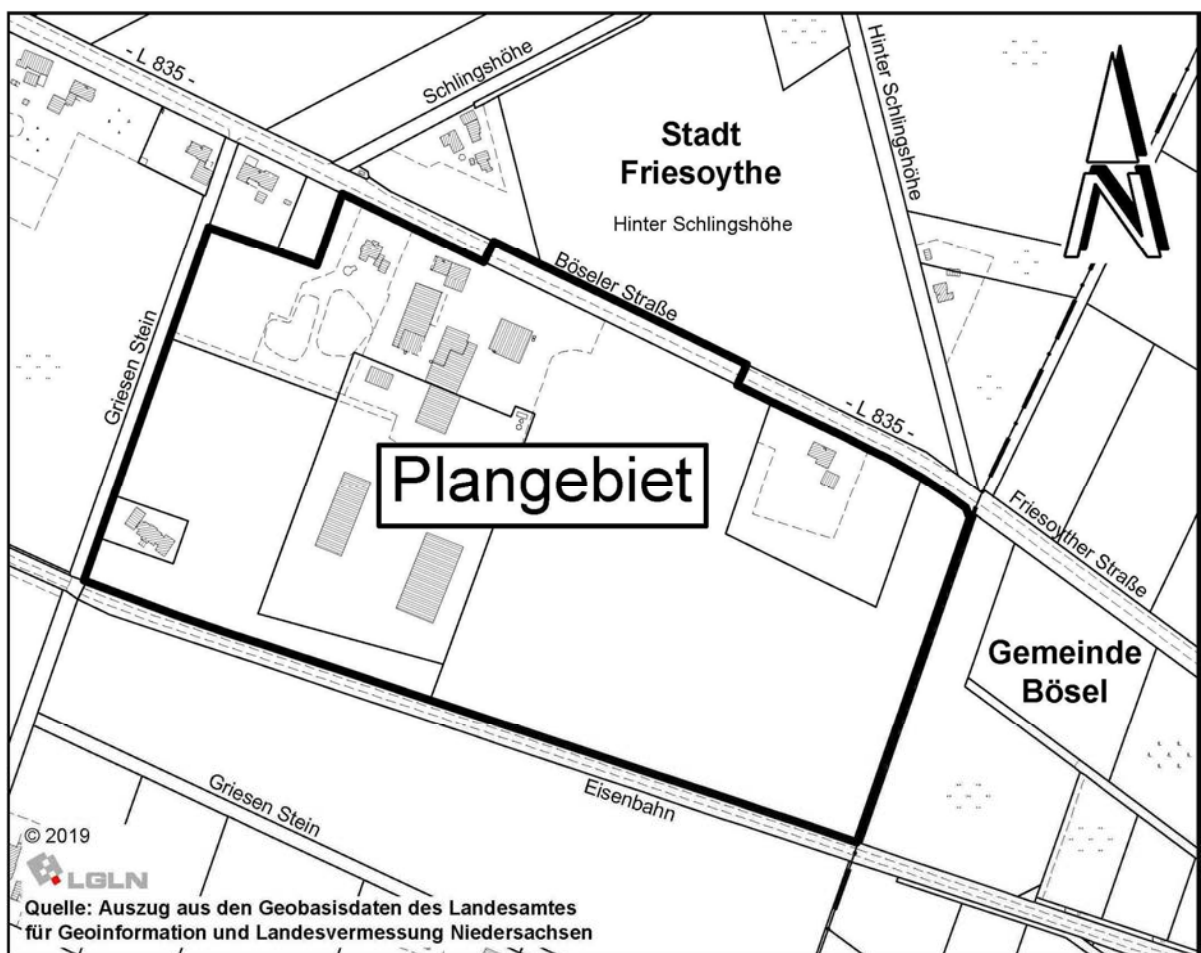 - L 835 -
Schlingshöhe
Hinter Schlingshöhe
Stadt
Friesoythe
Hinter Schlingshöhe
N
Böseler Straße
Griesen Stein
- L 835 -
Plangebiet
Friesoyther Straße
Gemeinde
Bösel
Eisenbahn
Griesen Stein
© 2019
LGLN
Quelle: Auszug aus den Geobasisdaten des Landesamtes
für Geoinformation und Landesvermessung Niedersachsen